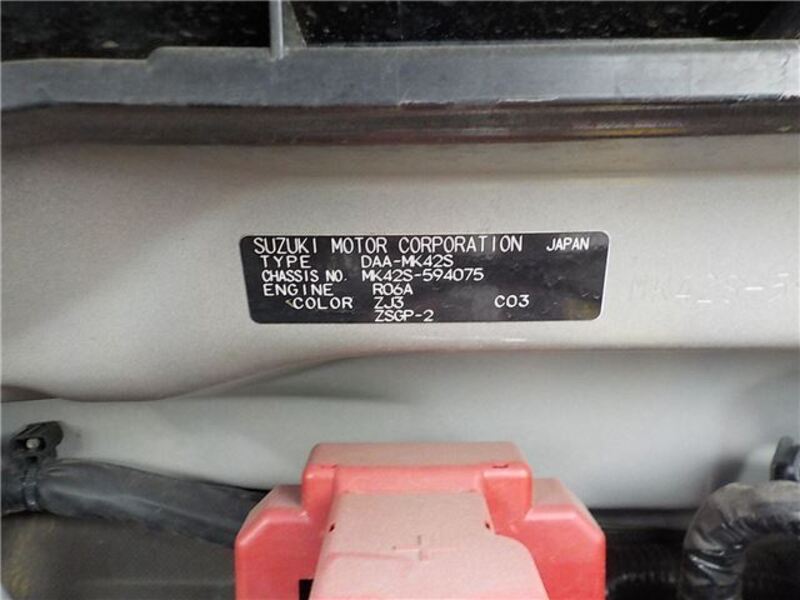 SUZUKI MOTOR CORPORATION JAPAN
TYPE DAA-MK42S
CHASSIS NO. MK42S-594075
ENGINE R06A
COLOR ZJ3 C03
ZSGP-2